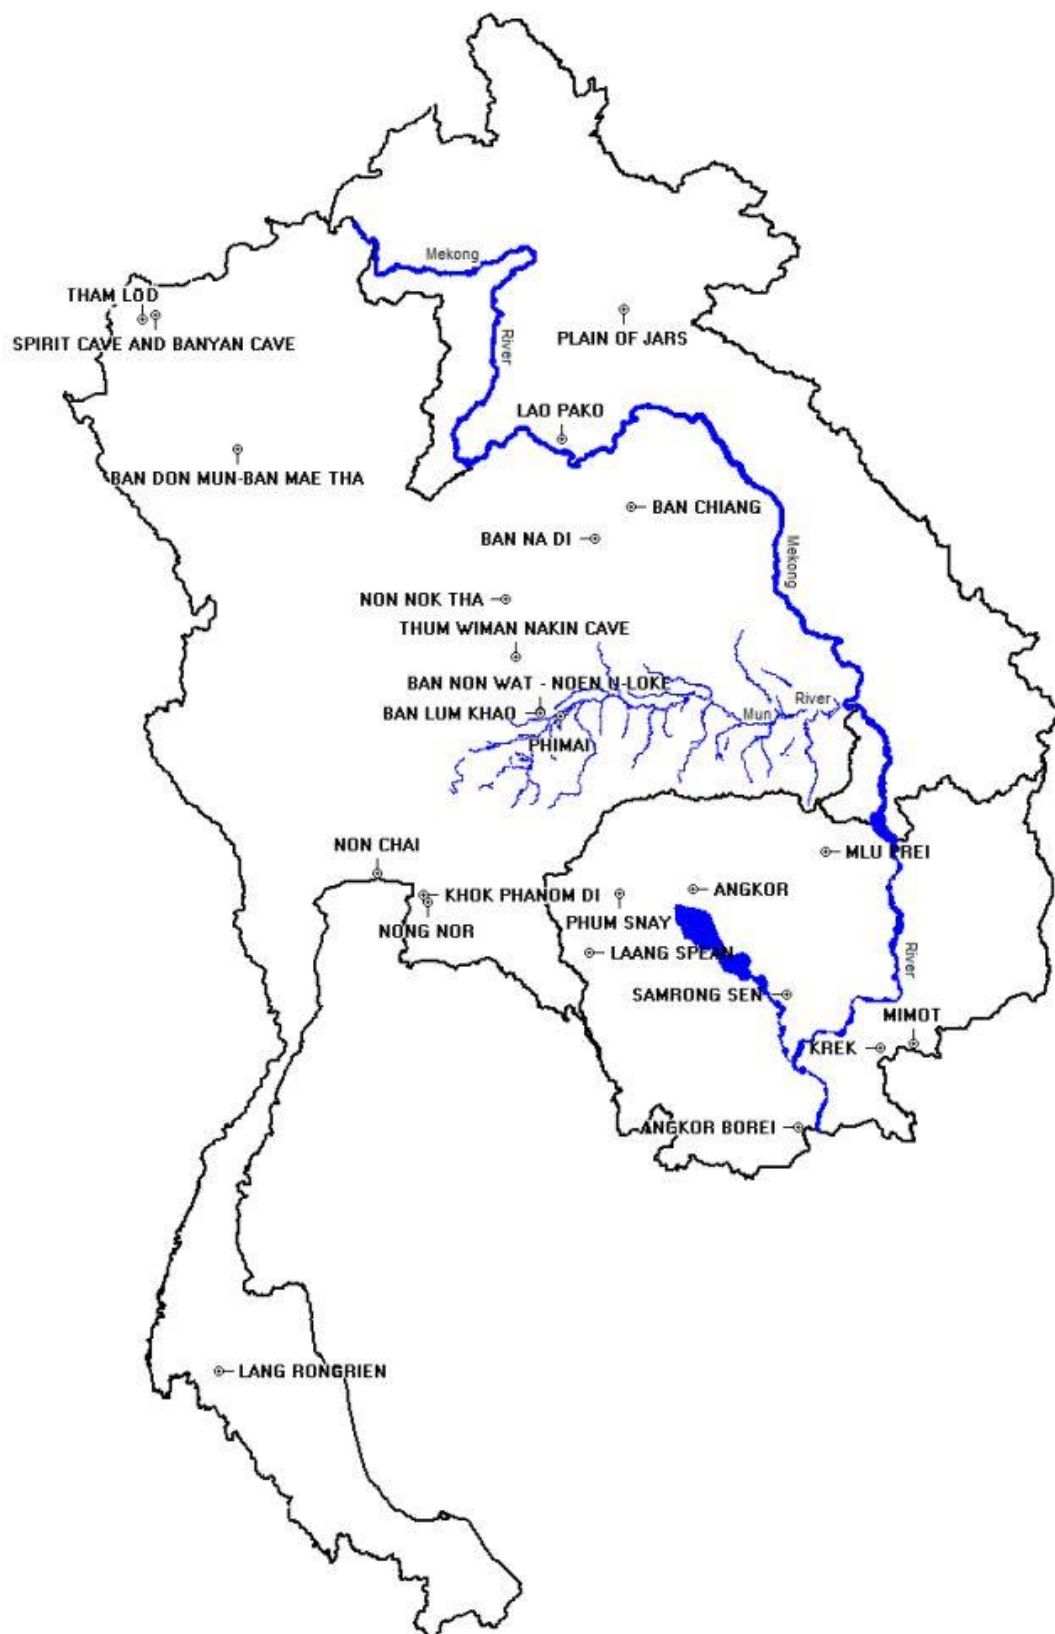 Mekong
THAM LOD
SPIRIT CAVE AND BANYAN CAVE
River
PLAIN OF JARS
LAO PAKO
BAN DON MUN-BAN MAE THA
BAN CHIANG
BAN NA DI
Mekong
NON NOK THA
THUM WIMAN NAKIN CAVE
BAN NON WAT - NOEN U-LOKE
River
BAN LUM KHAO
Mun
PHIMAI
NON CHAI
MLU PREI
KHOK PHANOM DI
ANGKOR
NONG NOR
PHUM SNAY
LAANG SPEAN
River
SAMRONG SEN
MIMOT
KREK
ANGKOR BOREI
LANG RONGRIEN